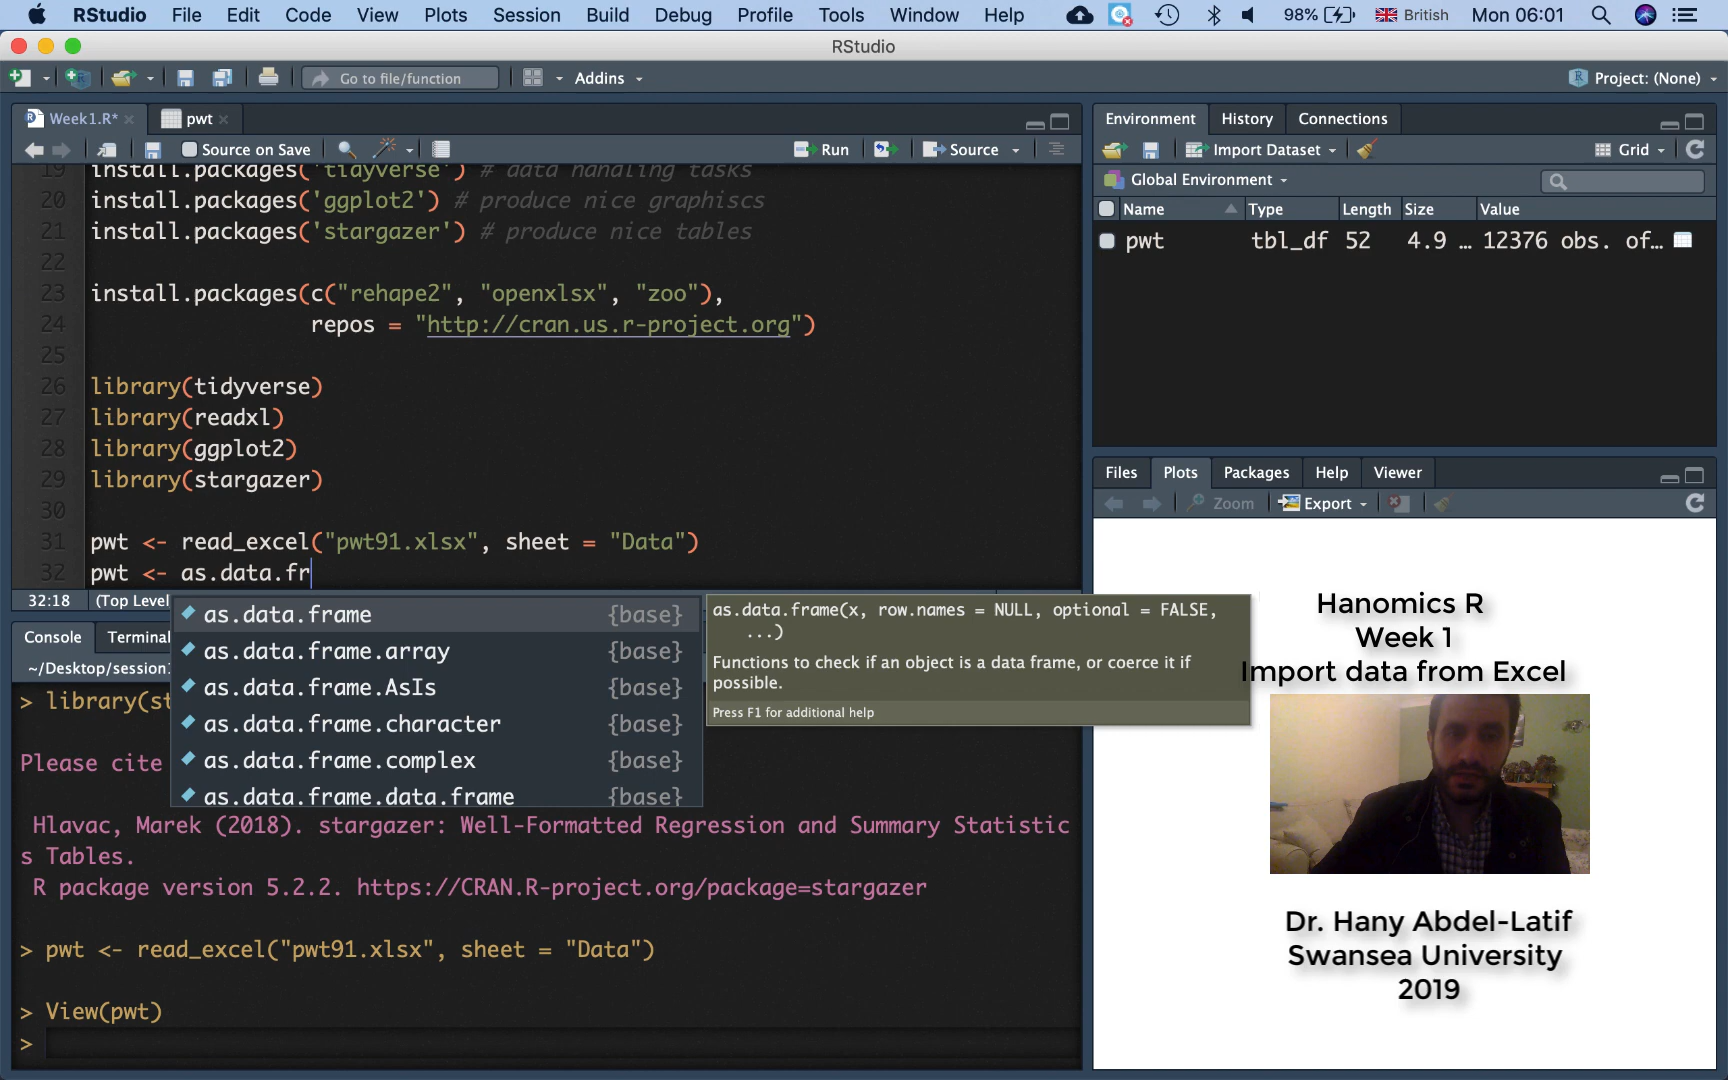 RStudio File Edit Code View Plots Session Build Debug Profile Tools Window Help 98% British Mon 06:01
RStudio
Go to file/function Addins Project: (None)
Week1.R* pwt
Source on Save Run Source
19 install.packages('tidyverse') # data handling tasks
20 install.packages('ggplot2') # produce nice graphiscs
21 install.packages('stargazer') # produce nice tables
22
23 install.packages(c("rehape2", "openxlsx", "zoo"),
24 repos = "http://cran.us.r-project.org")
25
26 library(tidyverse)
27 library(readxl)
28 library(ggplot2)
29 library(stargazer)
30
31 pwt <- read_excel("pwt91.xlsx", sheet = "Data")
32 pwt <- as.data.fr
32:18 (Top Level
as.data.frame {base}
as.data.frame.array {base}
as.data.frame.AsIs {base}
as.data.frame.character {base}
as.data.frame.complex {base}
as.data.frame.data.frame {base}
as.data.frame(x, row.names = NULL, optional = FALSE,
...)
Functions to check if an object is a data frame, or coerce it if
possible.
Press F1 for additional help
Console Terminal
~/Desktop/session
> library(st
Please cite
Hlavac, Marek (2018). stargazer: Well-Formatted Regression and Summary Statistic
s Tables.
R package version 5.2.2. https://CRAN.R-project.org/package=stargazer
> pwt <- read_excel("pwt91.xlsx", sheet = "Data")
> View(pwt)
>
Environment History Connections
Import Dataset Grid
Global Environment
Name Type Length Size Value
pwt tbl_df 52 4.9 … 12376 obs. of…
Files Plots Packages Help Viewer
Zoom Export
Hanomics R
Week 1
Import data from Excel
Dr. Hany Abdel-Latif
Swansea University
2019